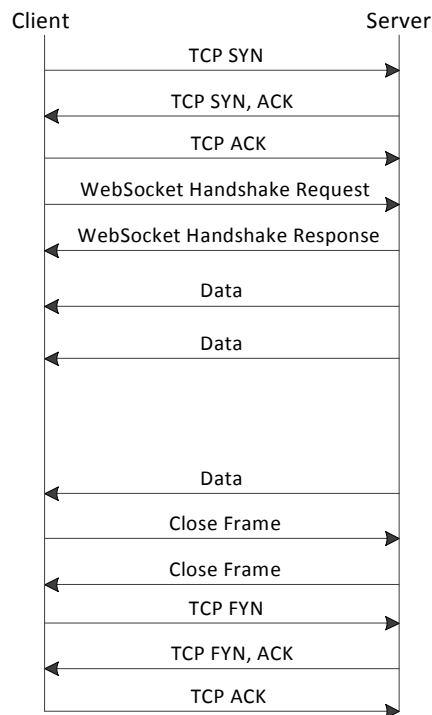 Client Server
TCP SYN
TCP SYN, ACK
TCP ACK
WebSocket Handshake Request
WebSocket Handshake Response
Data
Data
Data
Close Frame
Close Frame
TCP FYN
TCP FYN, ACK
TCP ACK